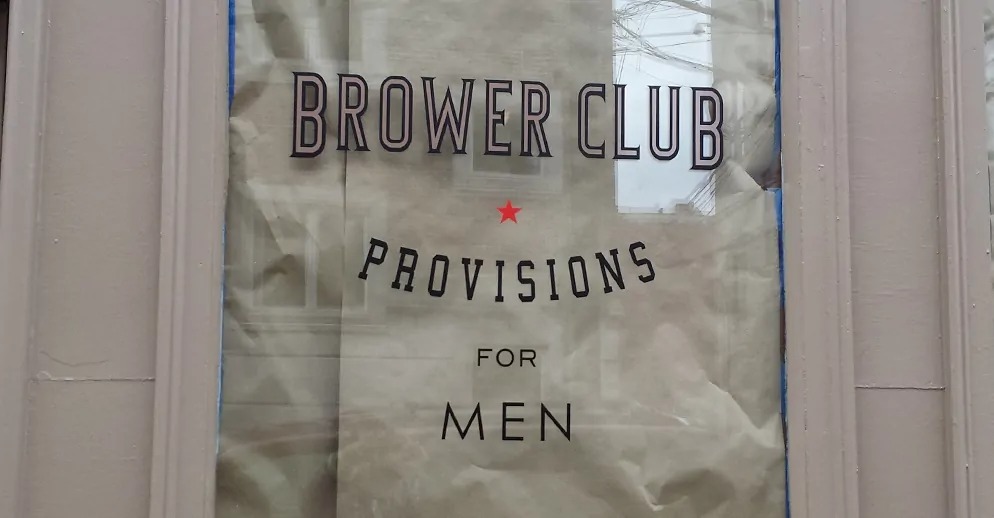 BROWER CLUB
PROVISIONS
FOR
MEN